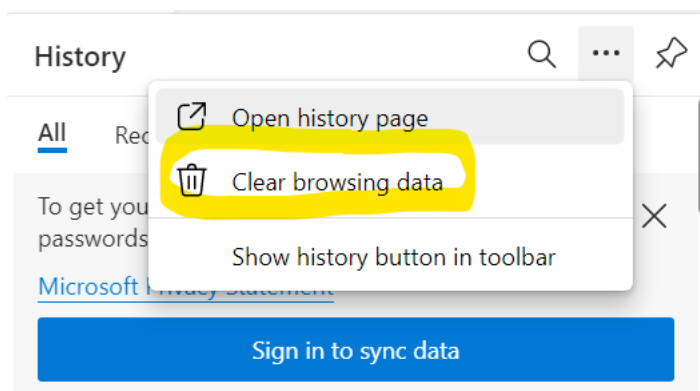 History
Open history page
All Rec
Clear browsing data
To get you
passwords
Show history button in toolbar
Microsoft Privacy Statement
Sign in to sync data